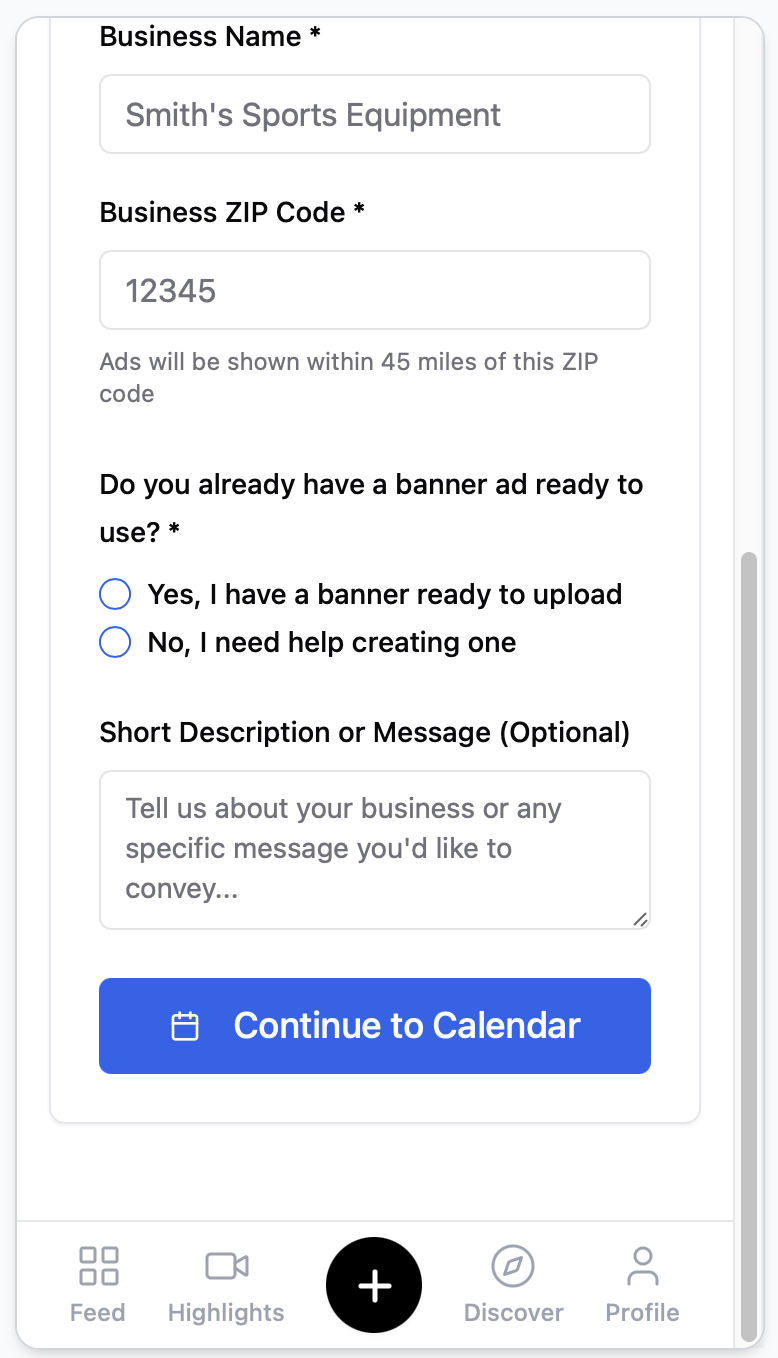 Business Name *
Smith's Sports Equipment
Business ZIP Code *
12345
Ads will be shown within 45 miles of this ZIP
code
Do you already have a banner ad ready to
use? *
Yes, I have a banner ready to upload
No, I need help creating one
Short Description or Message (Optional)
Tell us about your business or any
specific message you'd like to
convey...
Continue to Calendar
Feed
Highlights
Discover
Profile